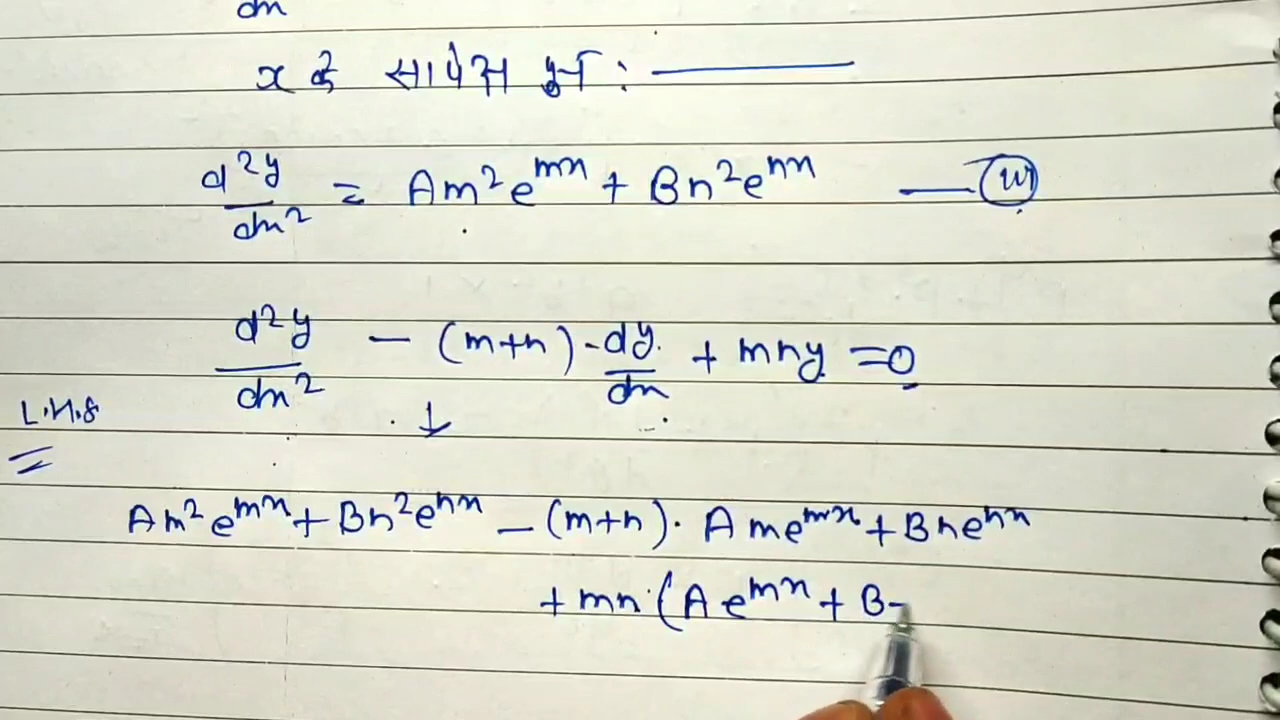 dx
x के सापेक्ष पुनः
d²y/dx² = Am²e^mx + Bn²e^nx — (iii)
d²y/dx² - (m+n) · dy/dx + mny = 0
L.H.S
Am²e^mx + Bn²e^nx - (m+n) · Ame^mx + Bne^nx
+ mn (Ae^mx + B